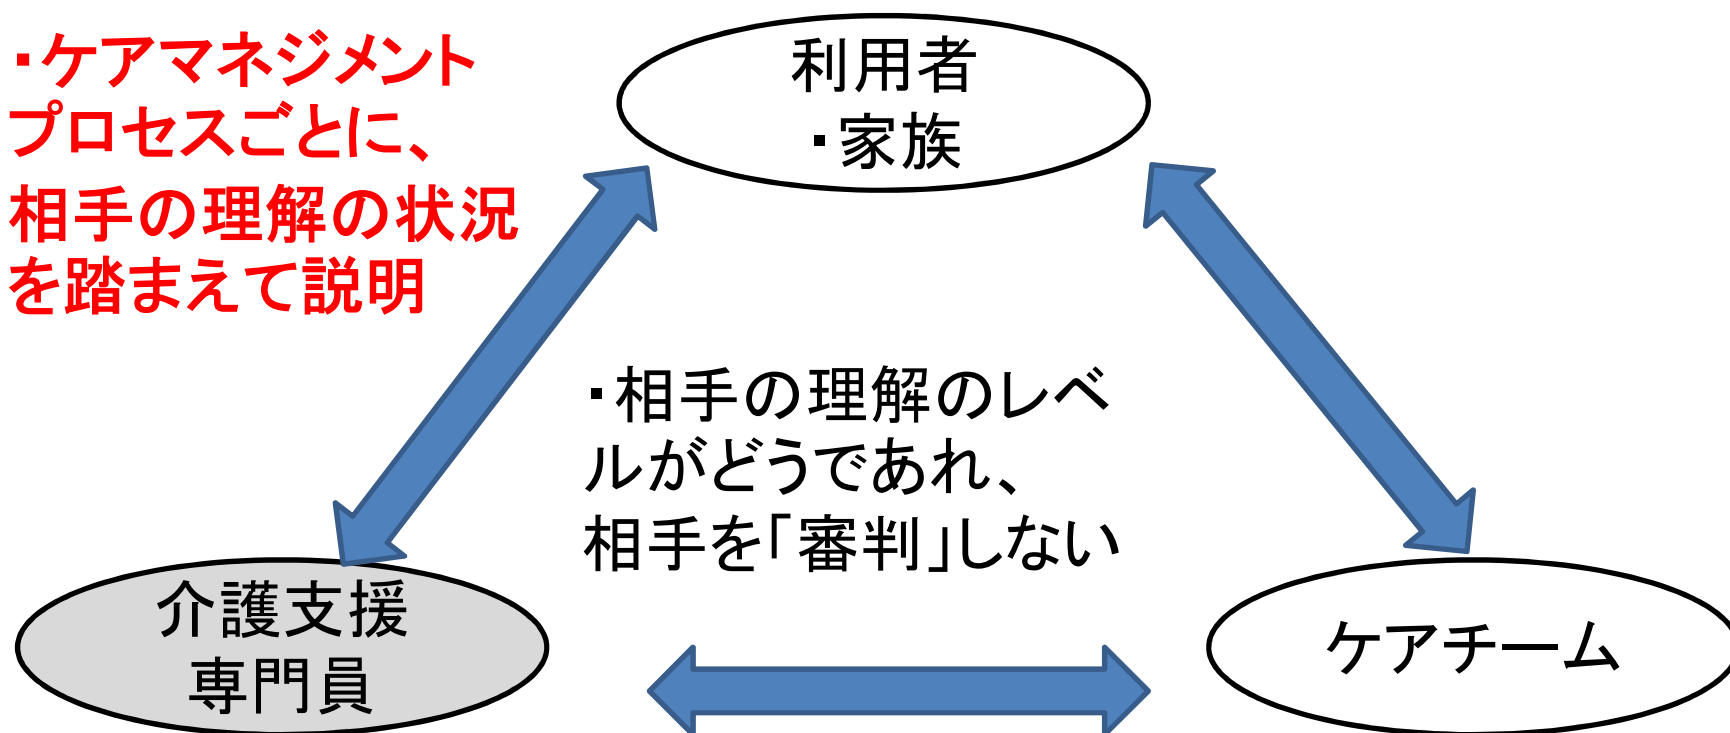 ・ケアマネジメント
プロセスごとに、
相手の理解の状況
を踏まえて説明
利用者
・家族
・相手の理解のレベ
ルがどうであれ、
相手を「審判」しない
介護支援
専門員
ケアチーム